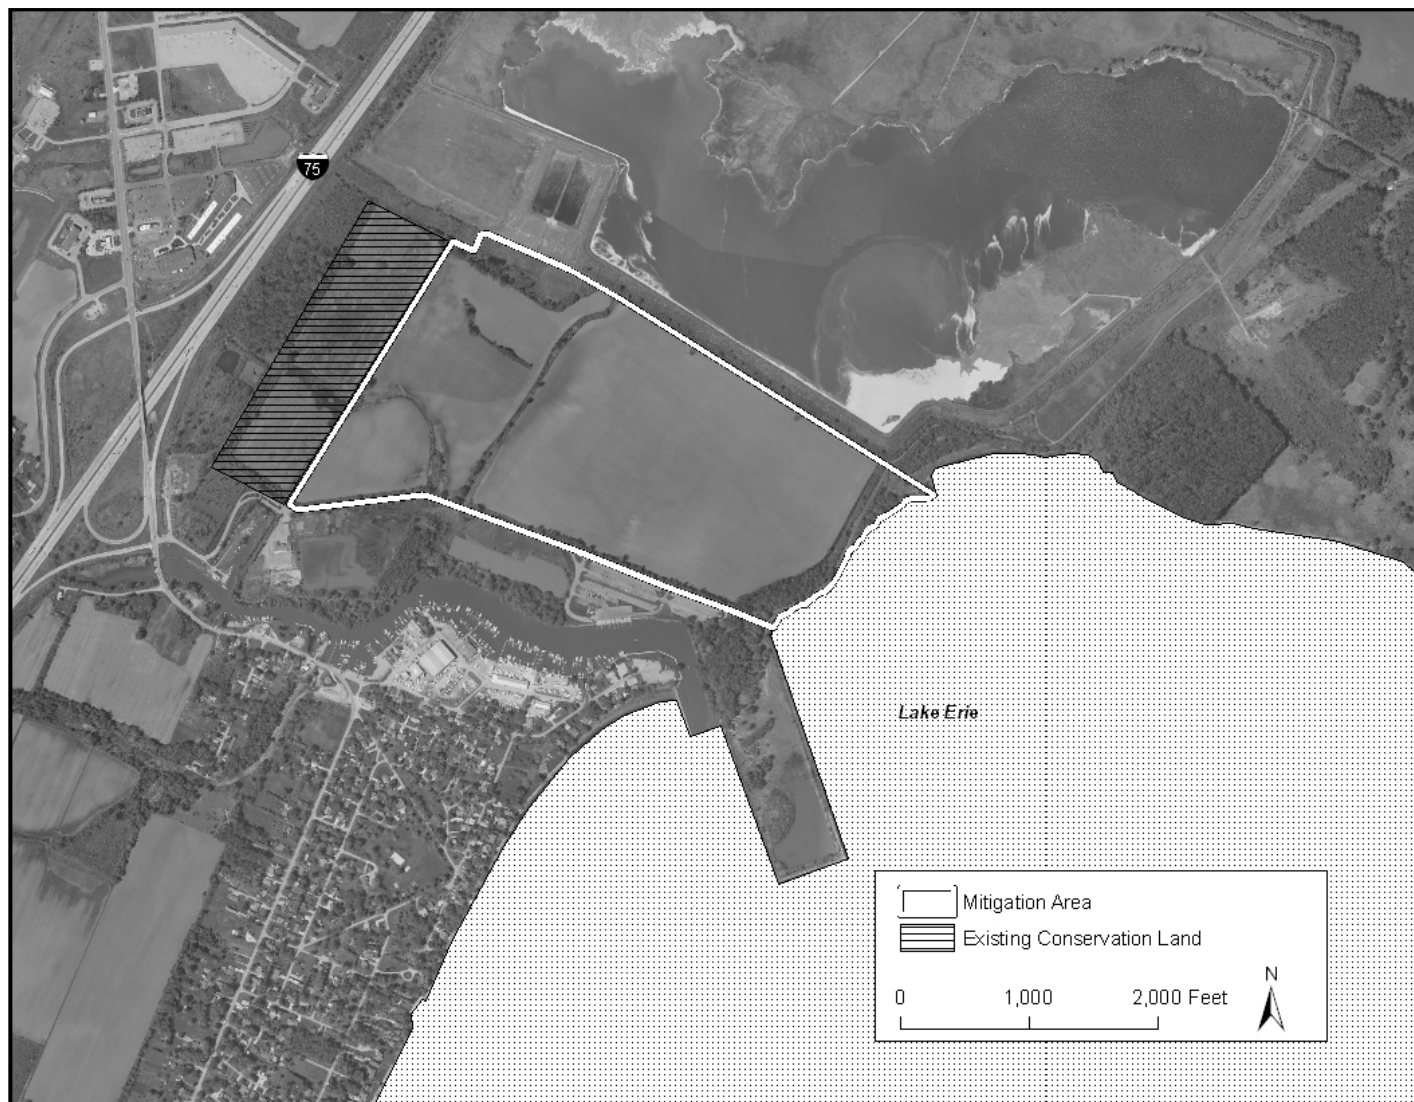 75
Lake Erie
Mitigation Area
Existing Conservation Land
N
0 1,000 2,000 Feet